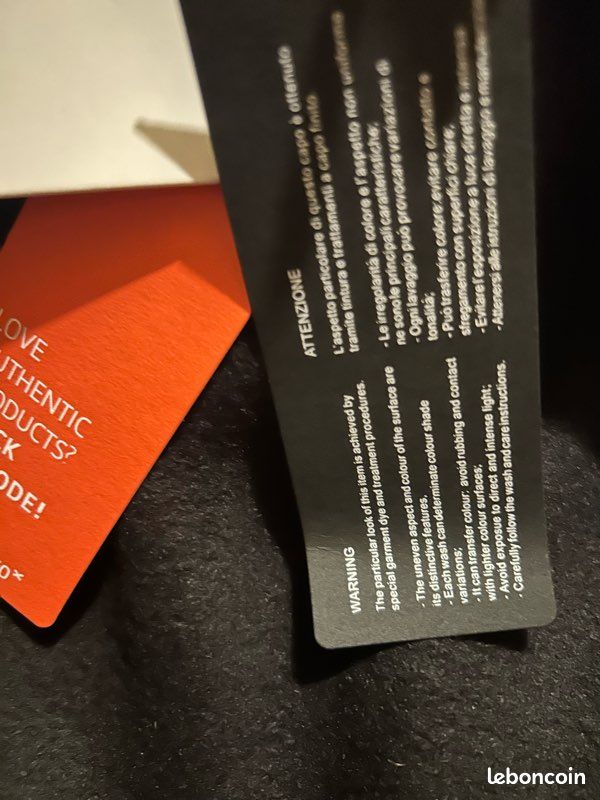 LOVE
UTHENTIC
ODUCTS?
CK
ODE!
ATTENZIONE
L'aspetto particolare di questo capo è ottenuto
tramite tintura e trattamenti a capo finito
- Le irregolarità di colore e l'aspetto non uniforme
ne sono le principali caratteristiche;
- Ogni lavaggio può provocare variazioni di
tonalità;
- Può trasferire colore: evitare contatto e
sfregamento con superfici chiare;
- Evitare l'esposizione a luce diretta e
- Attenersi alle istruzioni di lavaggio e
WARNING
The particular look of this item is achieved by
special garment dye and treatment procedures.
- The uneven aspect and colour of the surface are
its distinctive features.
- Each wash can determinate colour shade
variations;
- It can transfer colour: avoid rubbing and contact
with lighter colour surfaces;
- Avoid exposure to direct and intense light;
- Carefully follow the wash and care instructions.
leboncoin